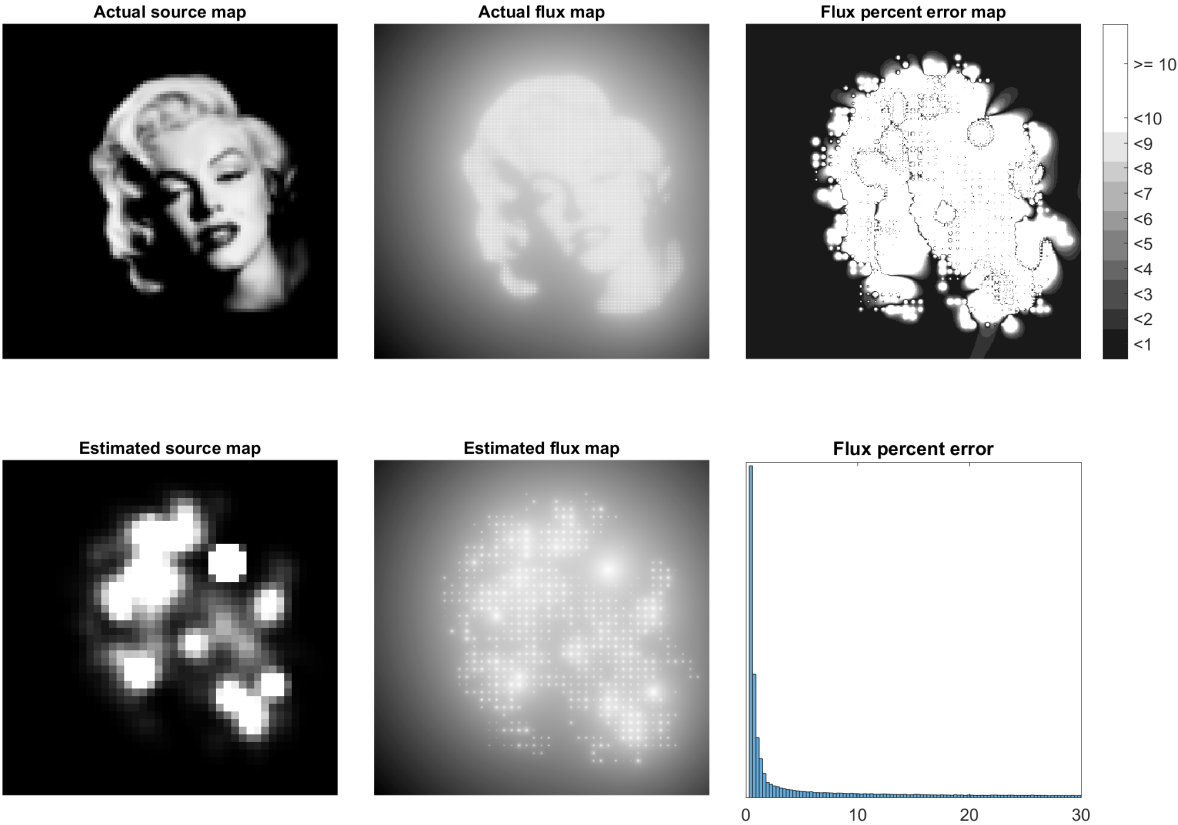 Actual source map
Actual flux map
Flux percent error map
>= 10
<10
<9
<8
<7
<6
<5
<4
<3
<2
<1
Estimated source map
Estimated flux map
Flux percent error
0
10
20
30